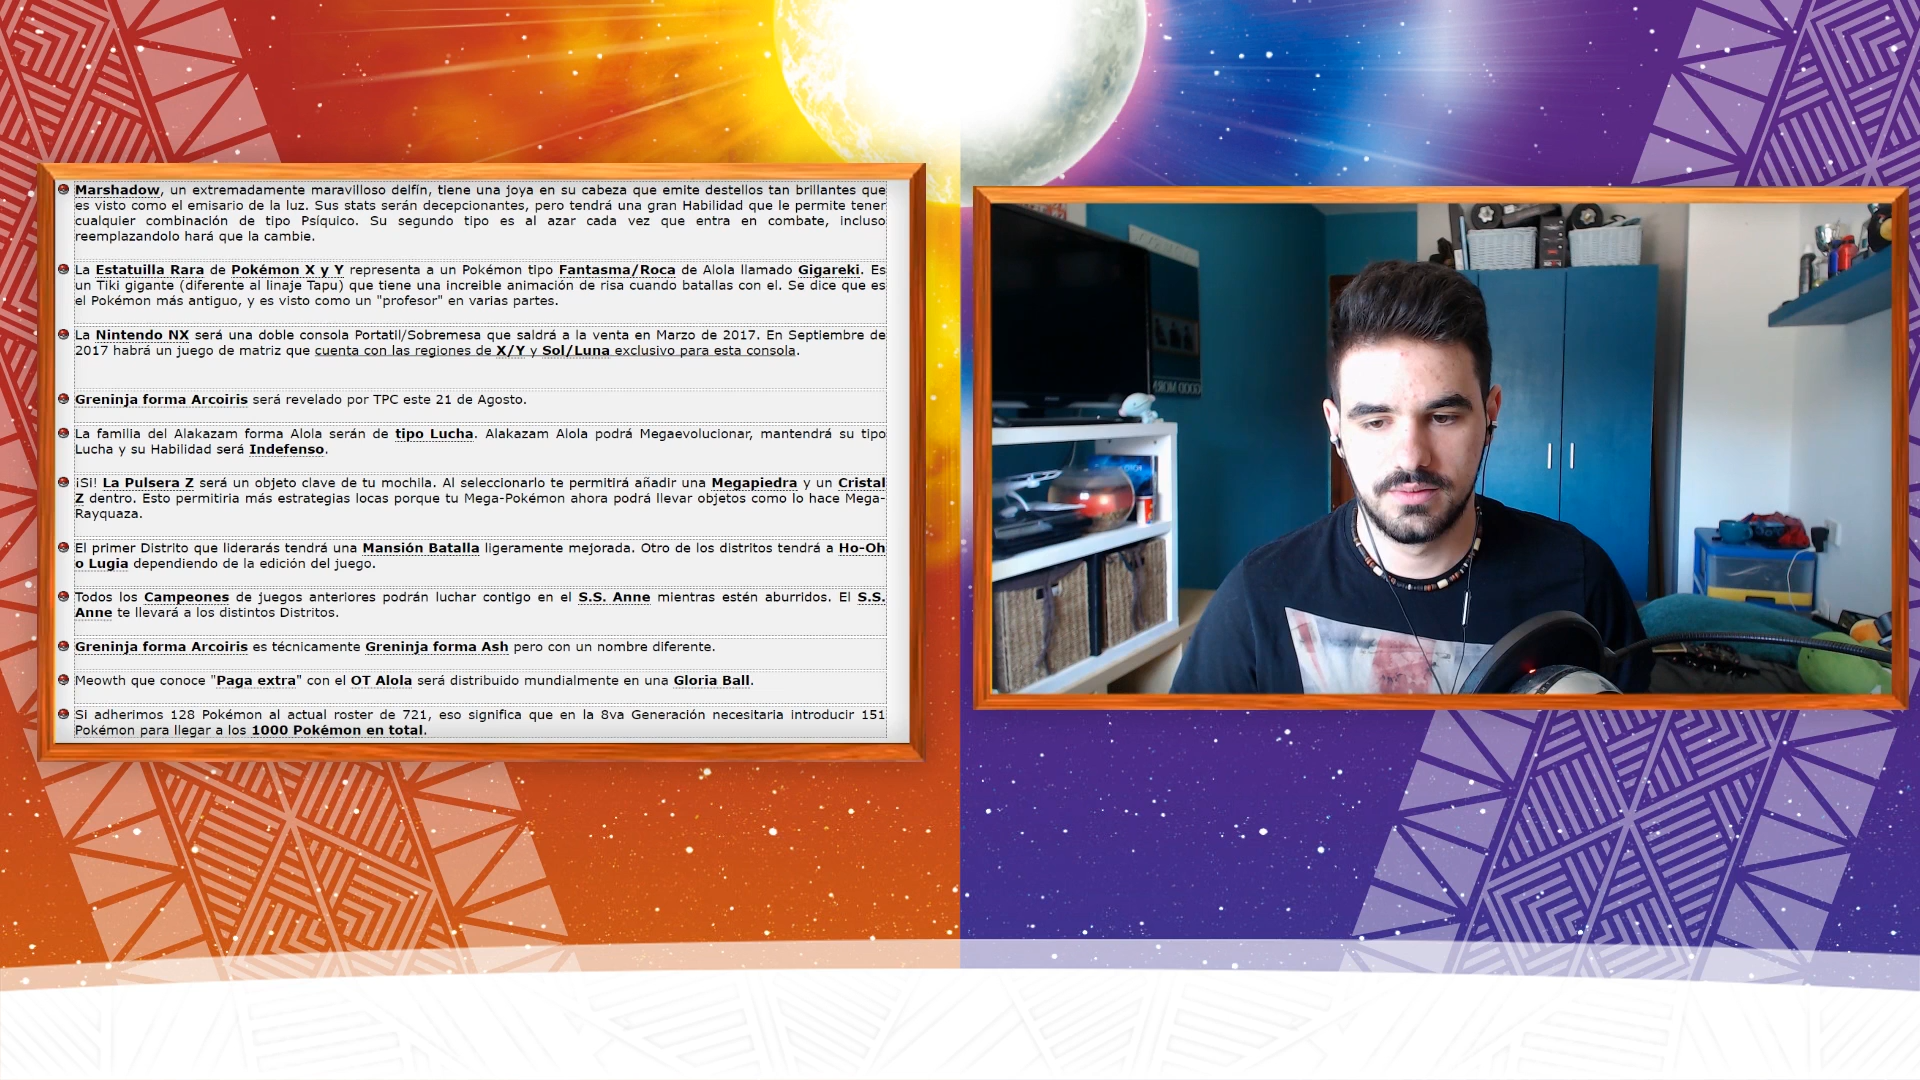 Marshadow, un extremadamente maravilloso delfín, tiene una joya en su cabeza que emite destellos tan brillantes que
es visto como el emisario de la luz. Sus stats serán decepcionantes, pero tendrá una gran Habilidad que le permite tener
cualquier combinación de tipo Psíquico. Su segundo tipo es al azar cada vez que entra en combate, incluso
reemplazandolo hará que la cambie.
La Estatuilla Rara de Pokémon X y Y representa a un Pokémon tipo Fantasma/Roca de Alola llamado Gigareki. Es
un Tiki gigante (diferente al linaje Tapu) que tiene una increible animación de risa cuando batallas con el. Se dice que es
el Pokémon más antiguo, y es visto como un "profesor" en varias partes.
La Nintendo NX será una doble consola Portatil/Sobremesa que saldrá a la venta en Marzo de 2017. En Septiembre de
2017 habrá un juego de matriz que cuenta con las regiones de X/Y y Sol/Luna exclusivo para esta consola.
Greninja forma Arcoiris será revelado por TPC este 21 de Agosto.
La familia del Alakazam forma Alola serán de tipo Lucha. Alakazam Alola podrá Megaevolucionar, mantendrá su tipo
Lucha y su Habilidad será Indefenso.
¡Si! La Pulsera Z será un objeto clave de tu mochila. Al seleccionarlo te permitirá añadir una Megapiedra y un Cristal
Z dentro. Esto permitiria más estrategias locas porque tu Mega-Pokémon ahora podrá llevar objetos como lo hace Mega-
Rayquaza.
El primer Distrito que liderarás tendrá una Mansión Batalla ligeramente mejorada. Otro de los distritos tendrá a Ho-Oh
o Lugia dependiendo de la edición del juego.
Todos los Campeones de juegos anteriores podrán luchar contigo en el S.S. Anne mientras estén aburridos. El S.S.
Anne te llevará a los distintos Distritos.
Greninja forma Arcoiris es técnicamente Greninja forma Ash pero con un nombre diferente.
Meowth que conoce "Paga extra" con el OT Alola será distribuido mundialmente en una Gloria Ball.
Si adherimos 128 Pokémon al actual roster de 721, eso significa que en la 8va Generación necesitaria introducir 151
Pokémon para llegar a los 1000 Pokémon en total.